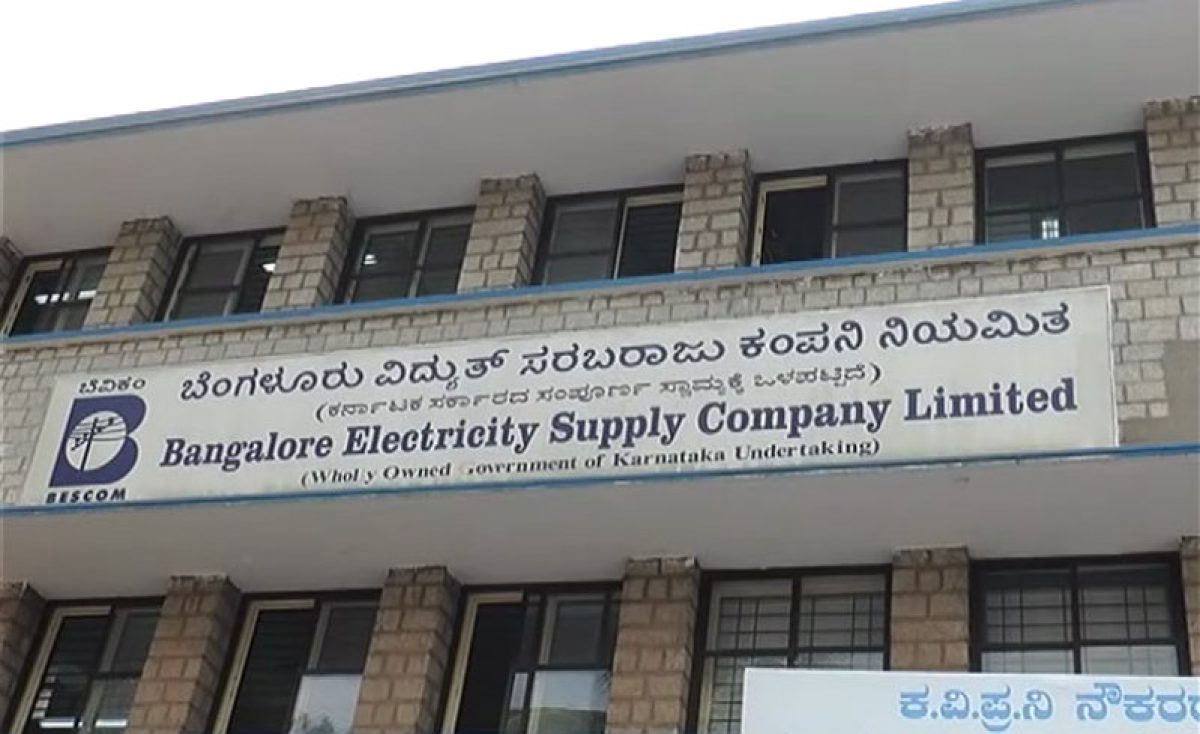 ಬೆವಿಕಂ
BESCOM
ಬೆಂಗಳೂರು ವಿದ್ಯುತ್ ಸರಬರಾಜು ಕಂಪನಿ ನಿಯಮಿತ
(ಕರ್ನಾಟಕ ಸರ್ಕಾರದ ಸಂಪೂರ್ಣ ಸ್ವಾಮ್ಯಕ್ಕೆ ಒಳಪಟ್ಟಿದೆ)
Bangalore Electricity Supply Company Limited
(Wholly Owned Government of Karnataka Undertaking)
ಕ.ವಿ.ಪ್ರ.ನಿ ನೌಕರರ